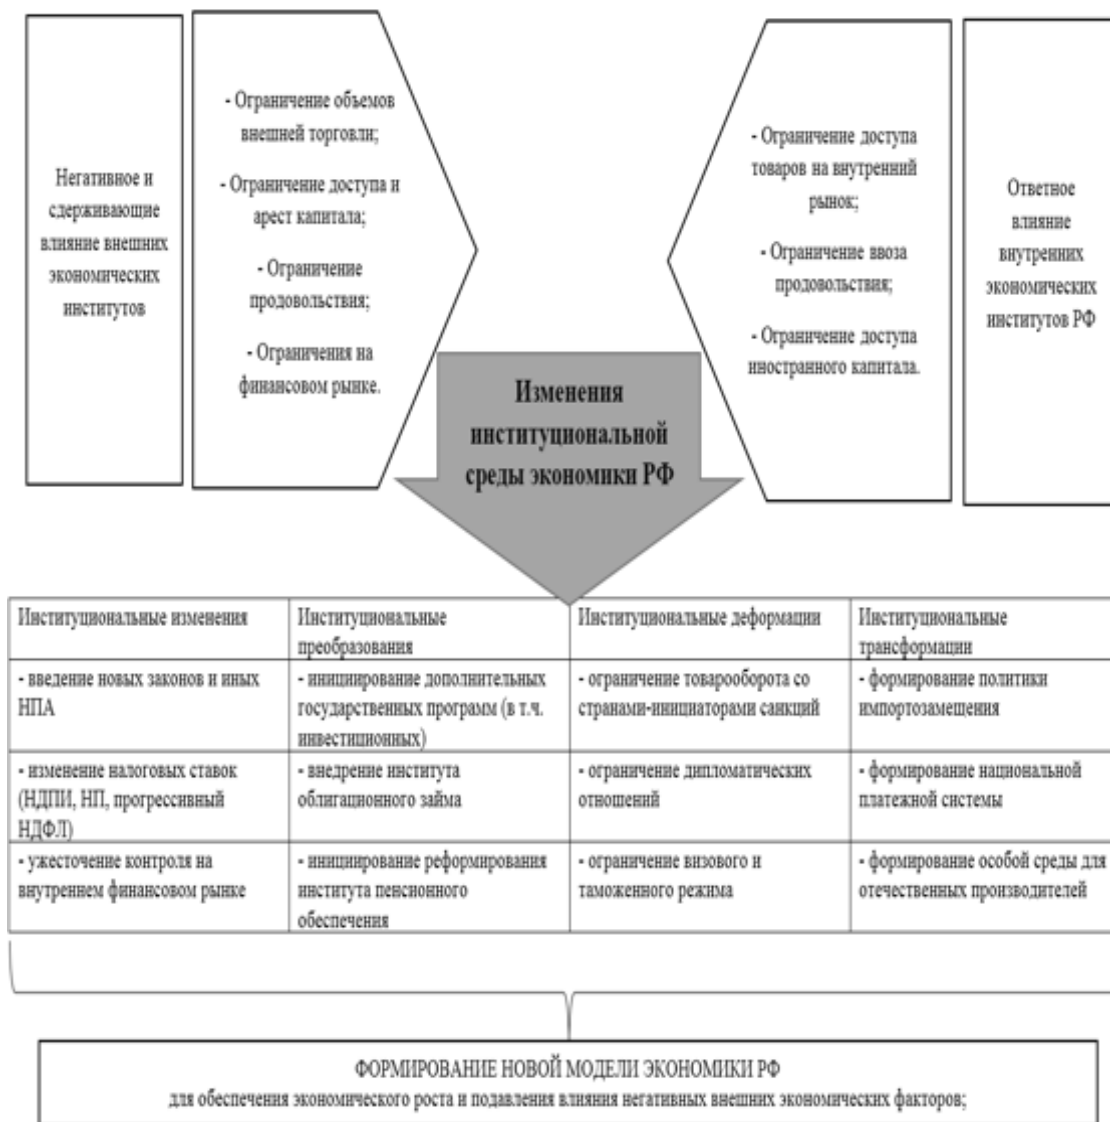 Негативное и
сдерживающие
влияние внешних
экономический
институтов
- Ограничение объемов
внешней торговли;
- Ограничение доступа и
арест капитала;
- Ограничение
продовольствия;
- Ограничения на
финансовом рынке.
- Ограничение доступа
товаров на внутренний
рынок;
- Ограничение ввоза
продовольствия;
- Ограничение доступа
иностранного капитала.
Ответное
влияние
внутренних
экономических
институтов РФ
Изменения
институциональной
среды экономики РФ
Институциональные изменения
Институциональные
преобразования
Институциональные деформации
Институциональные
трансформации
- введение новых законов и иных
НПА
- инициирование дополнительных
государственных программ (в т.ч.
инвестиционных)
- ограничение товарооборота со
странами-инициаторами санкций
- формирование политики
импортозамещения
- изменение налоговых ставок
(НДПИ, НП, прогрессивный
НДФЛ)
- внедрение института
облигационного займа
- ограничение дипломатических
отношений
- формирование национальной
платежной системы
- ужесточение контроля на
внутреннем финансовом рынке
- инициирование реформирования
института пенсионного
обеспечения
- ограничение визового и
таможенного режима
- формирование особой среды для
отечественных производителей
ФОРМИРОВАНИЕ НОВОЙ МОДЕЛИ ЭКОНОМИКИ РФ
для обеспечения экономического роста и подавления влияния негативных внешних экономических факторов;